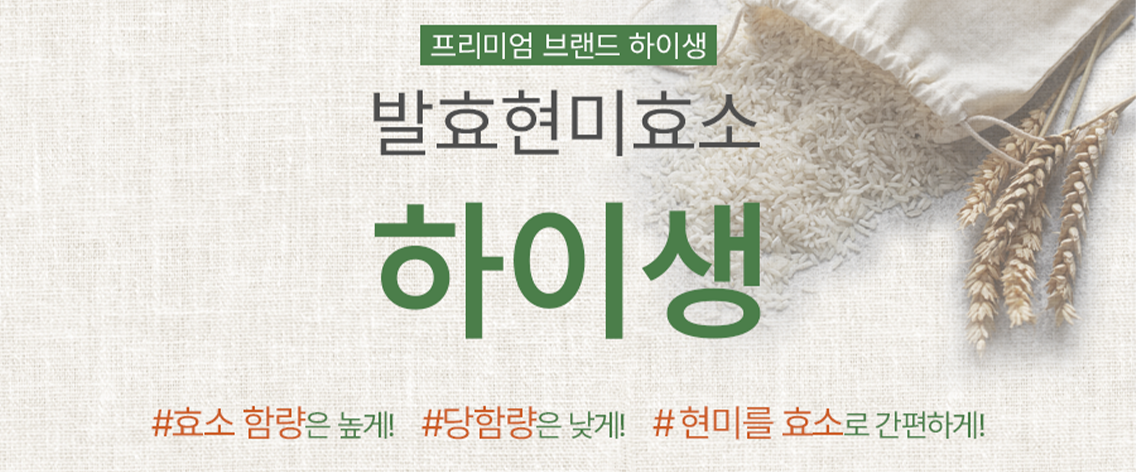 프리미엄 브랜드 하이생
발효현미효소
하이생
#효소 함량은 높게! #당함량은 낮게! # 현미를 효소로 간편하게!